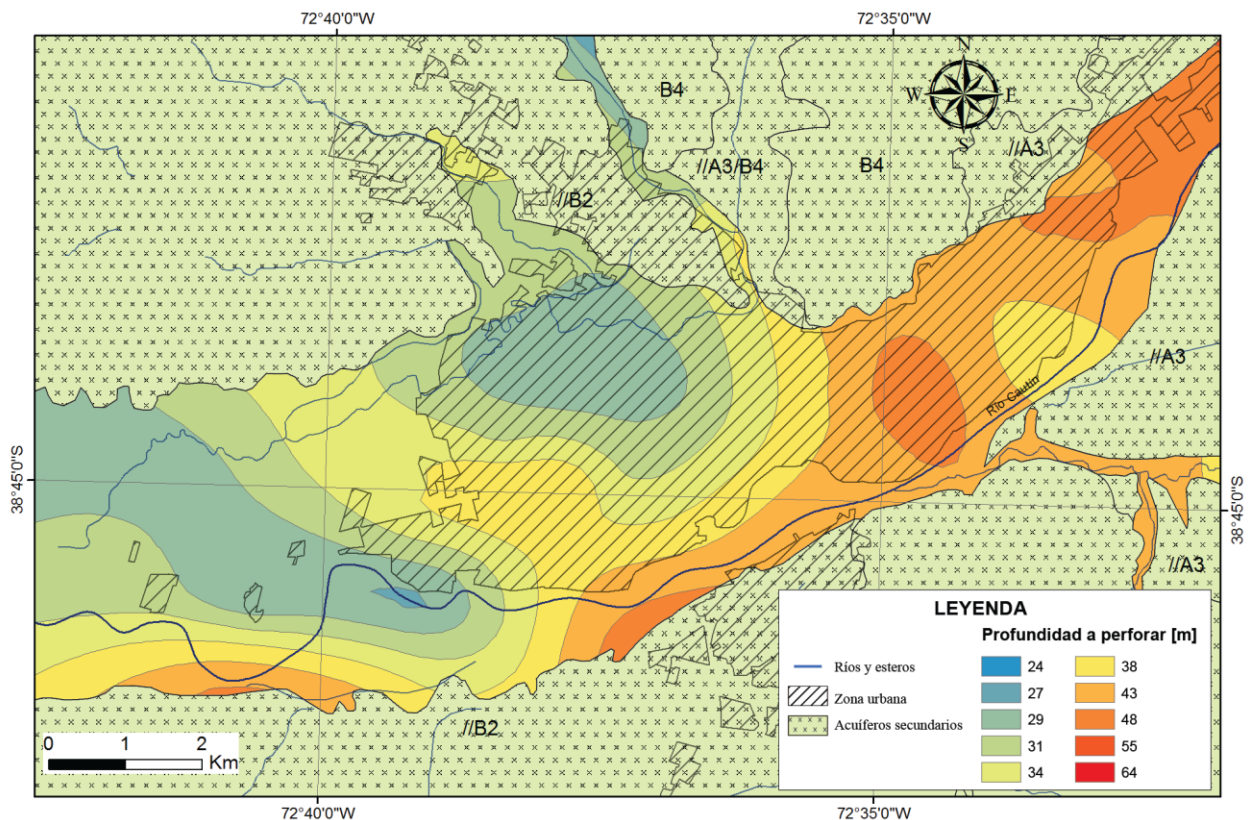 72°40'0"W
72°35'0"W
N
W
E
S
B4
//A3
//A3/B4
B4
//B2
//A3
Río Cautín
38°45'0"S
38°45'0"S
//A3
//B2
0 1 2
Km
LEYENDA
Profundidad a perforar [m]
Ríos y esteros
Zona urbana
Acuíferos secundarios
24
27
29
31
34
38
43
48
55
64
72°40'0"W
72°35'0"W